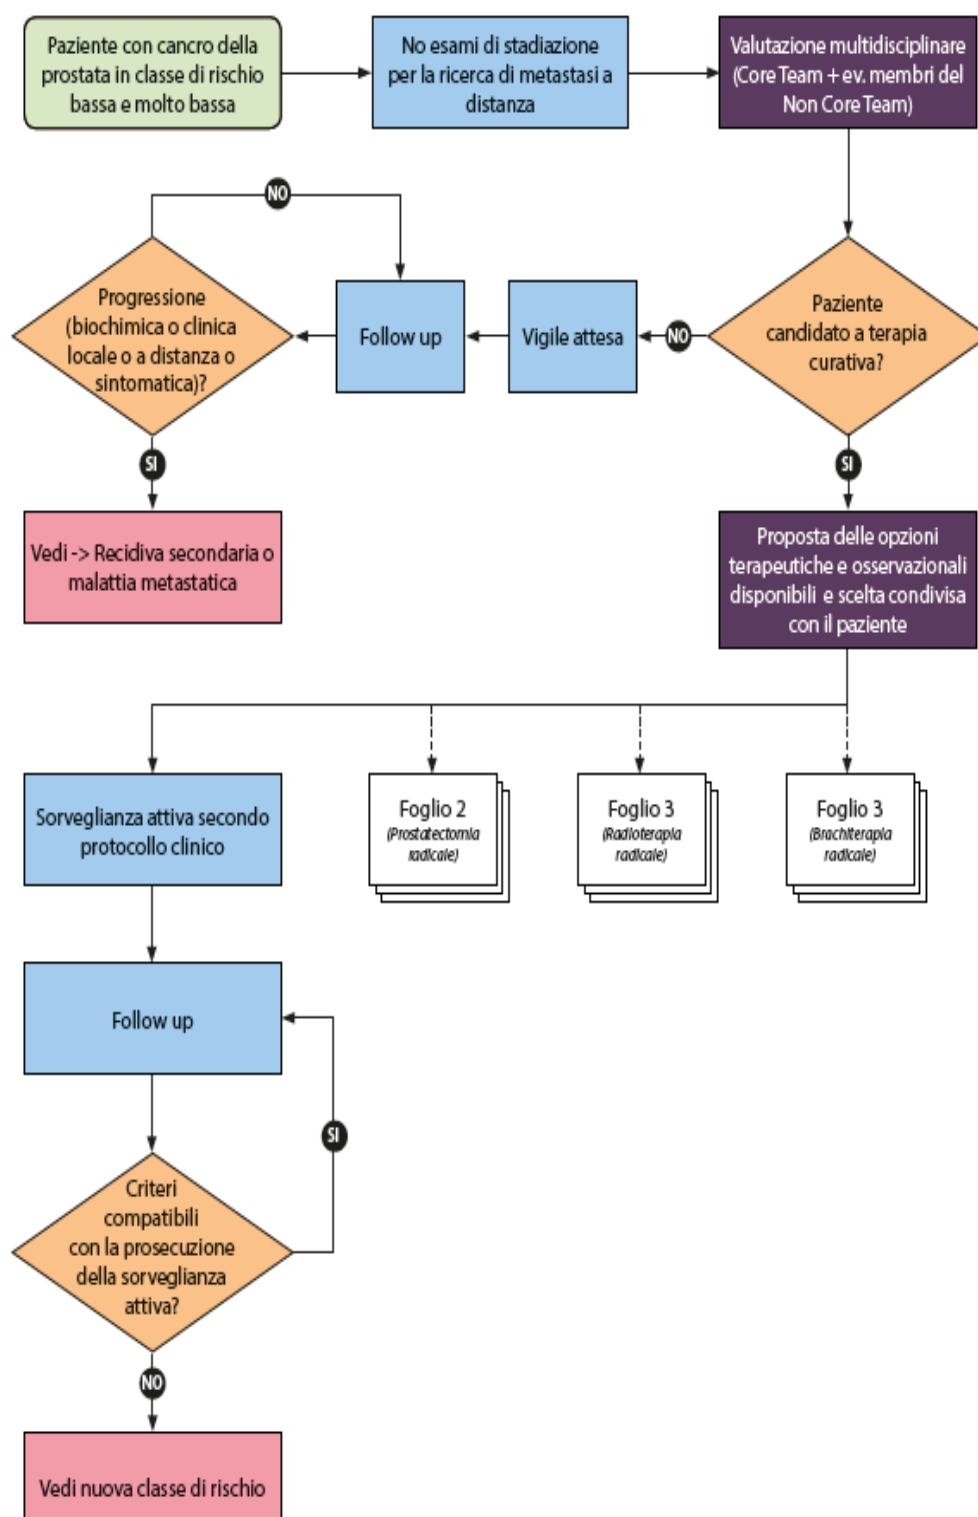 Paziente con cancro della
prostata in classe di rischio
bassa e molto bassa
No esami di stadiazione
per la ricerca di metastasi a
distanza
Valutazione multidisciplinare
(Core Team + ev. membri del
Non Core Team)
NO
Progressione
(biochimica o clinica
locale o a distanza o
sintomatica)?
Follow up
Vigile attesa
NO
Paziente
candidato a terapia
curativa?
SI
SI
Vedi -> Recidiva secondaria o
malattia metastatica
Proposta delle opzioni
terapeutiche e osservazionali
disponibili e scelta condivisa
con il paziente
Sorveglianza attiva secondo
protocollo clinico
Foglio 2
(Prostatectomia
radicale)
Foglio 3
(Radioterapia
radicale)
Foglio 3
(Brachiterapia
radicale)
Follow up
SI
Criteri
compatibili
con la prosecuzione
della sorveglianza
attiva?
NO
Vedi nuova classe di rischio